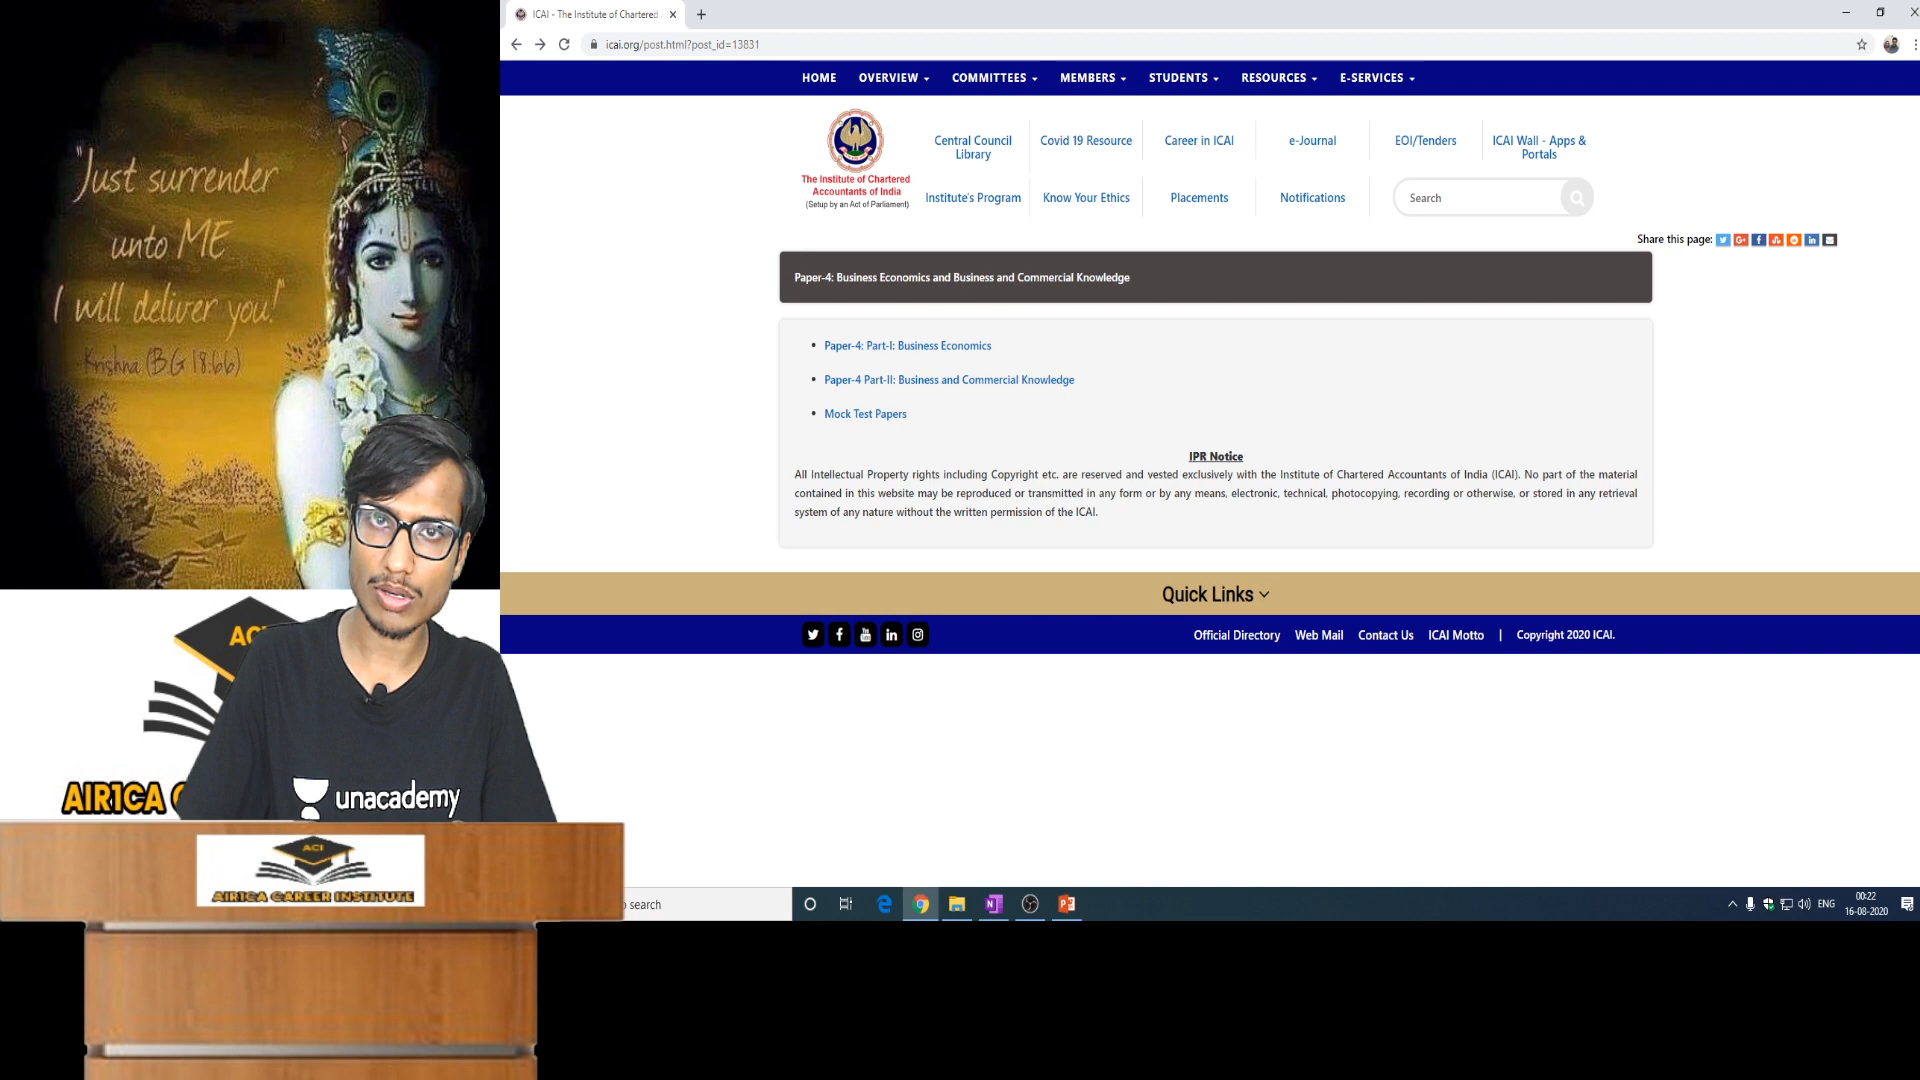 "Just surrender
unto ME
I will deliver you!"
Krishna (B.G 18:66)
ACI
AIR1CA C
unacademy
ACI
AIR1CA CAREER INSTITUTE
ICAI - The Institute of Chartered
icai.org/post.html?post_id=13831
HOME OVERVIEW COMMITTEES MEMBERS STUDENTS RESOURCES E-SERVICES
The Institute of Chartered
Accountants of India
(Setup by an Act of Parliament)
Central Council
Library
Covid 19 Resource
Career in ICAI
e-Journal
EOI/Tenders
ICAI Wall - Apps &
Portals
Institute's Program
Know Your Ethics
Placements
Notifications
Search
Share this page:
Paper-4: Business Economics and Business and Commercial Knowledge
• Paper-4: Part-I: Business Economics
• Paper-4 Part-II: Business and Commercial Knowledge
• Mock Test Papers
IPR Notice
All Intellectual Property rights including Copyright etc. are reserved and vested exclusively with the Institute of Chartered Accountants of India (ICAI). No part of the material
contained in this website may be reproduced or transmitted in any form or by any means, electronic, technical, photocopying, recording or otherwise, or stored in any retrieval
system of any nature without the written permission of the ICAI.
Quick Links
Official Directory Web Mail Contact Us ICAI Motto | Copyright 2020 ICAI.
o search
ENG
00:22
16-08-2020